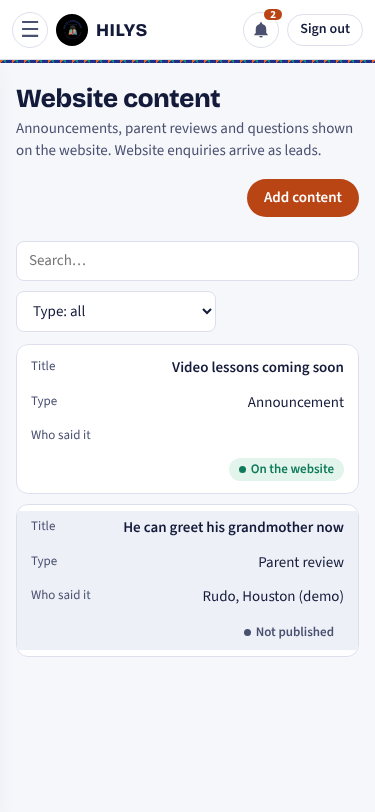 HILYS
2
Sign out
Website content
Announcements, parent reviews and questions shown
on the website. Website enquiries arrive as leads.
Add content
Search…
Type: all
Title Video lessons coming soon
Type Announcement
Who said it
On the website
Title He can greet his grandmother now
Type Parent review
Who said it Rudo, Houston (demo)
Not published